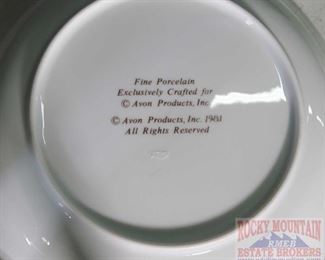 Fine Porcelain
Exclusively Crafted for
© Avon Products, Inc
© Avon Products, Inc. 1981
All Rights Reserved
ROCKY MOUNTAIN
RMEB
ESTATE BROKERS